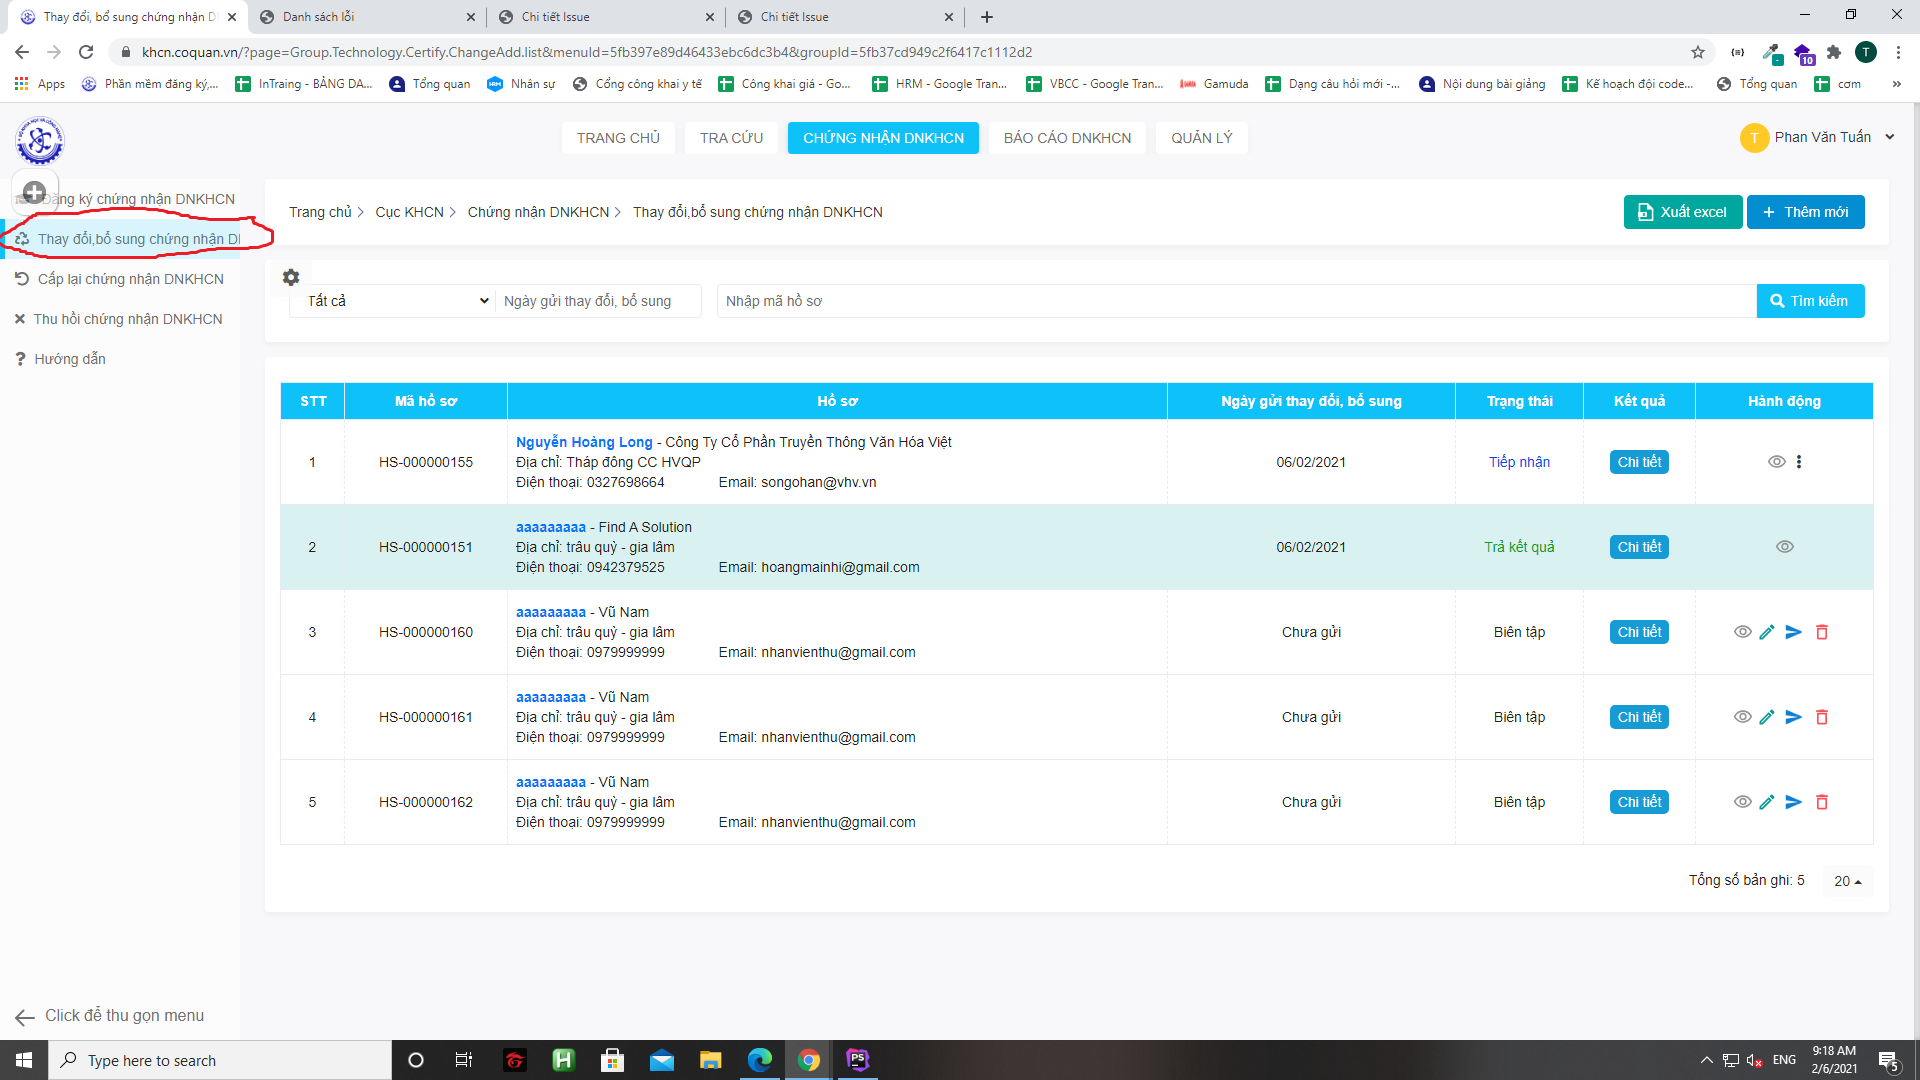 Thay đổi, bổ sung chứng nhận D
Danh sách lỗi
Chi tiết Issue
Chi tiết Issue
khcn.coquan.vn/?page=Group.Technology.Certify.ChangeAdd.list&menuId=5fb397e89d46433ebc6dc3b4&groupId=5fb37cd949c2f6417c1112d2
10
T
Apps
Phần mềm đăng ký,...
InTraing - BẢNG DA...
Tổng quan
Nhân sự
Cổng công khai y tế
Công khai giá - Go...
HRM - Google Tran...
VBCC - Google Tran...
Gamuda
Dạng câu hỏi mới -...
Nội dung bài giảng
Kế hoạch đội code...
Tổng quan
cơm
TRANG CHỦ
TRA CỨU
CHỨNG NHẬN DNKHCN
BÁO CÁO DNKHCN
QUẢN LÝ
T
Phan Văn Tuấn
Đăng ký chứng nhận DNKHCN
Thay đổi,bổ sung chứng nhận DI
Cấp lại chứng nhận DNKHCN
Thu hồi chứng nhận DNKHCN
Hướng dẫn
Trang chủ > Cục KHCN > Chứng nhận DNKHCN > Thay đổi,bổ sung chứng nhận DNKHCN
Xuất excel
+ Thêm mới
Tất cả
Ngày gửi thay đổi, bổ sung
Nhập mã hồ sơ
Tìm kiếm
STT Mã hồ sơ Hồ sơ Ngày gửi thay đổi, bổ sung Trạng thái Kết quả Hành động
Nguyễn Hoàng Long - Công Ty Cổ Phần Truyền Thông Văn Hóa Việt
1 HS-000000155 Địa chỉ: Tháp đông CC HVQP 06/02/2021 Tiếp nhận Chi tiết
Điện thoại: 0327698664 Email: songohan@vhv.vn
aaaaaaaaa - Find A Solution
2 HS-000000151 Địa chỉ: trâu quỳ - gia lâm 06/02/2021 Trả kết quả Chi tiết
Điện thoại: 0942379525 Email: hoangmainhi@gmail.com
aaaaaaaaa - Vũ Nam
3 HS-000000160 Địa chỉ: trâu quỳ - gia lâm Chưa gửi Biên tập Chi tiết
Điện thoại: 0979999999 Email: nhanvienthu@gmail.com
aaaaaaaaa - Vũ Nam
4 HS-000000161 Địa chỉ: trâu quỳ - gia lâm Chưa gửi Biên tập Chi tiết
Điện thoại: 0979999999 Email: nhanvienthu@gmail.com
aaaaaaaaa - Vũ Nam
5 HS-000000162 Địa chỉ: trâu quỳ - gia lâm Chưa gửi Biên tập Chi tiết
Điện thoại: 0979999999 Email: nhanvienthu@gmail.com
Tổng số bản ghi: 5
20
Click để thu gọn menu
Type here to search
ENG
9:18 AM
2/6/2021
5